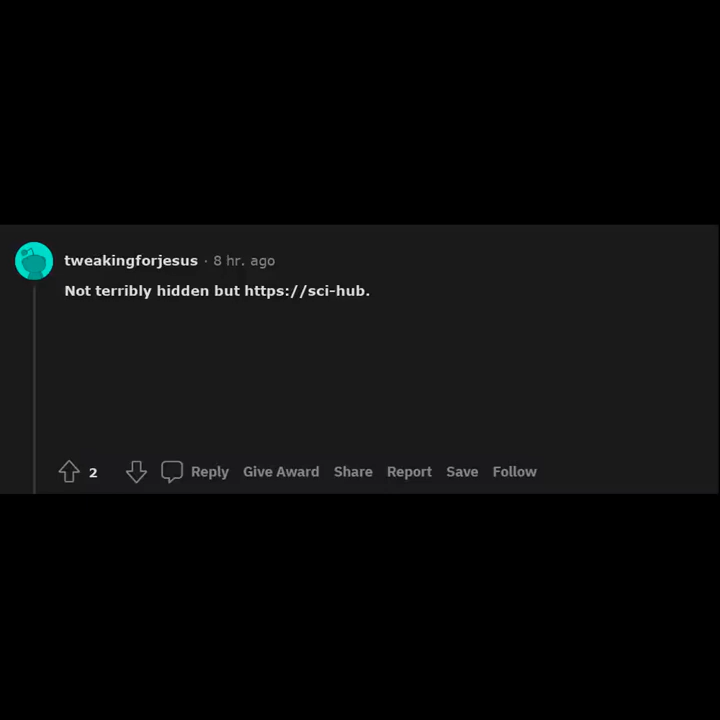 tweakingforjesus · 8 hr. ago
Not terribly hidden but https://sci-hub.
2 Reply Give Award Share Report Save Follow